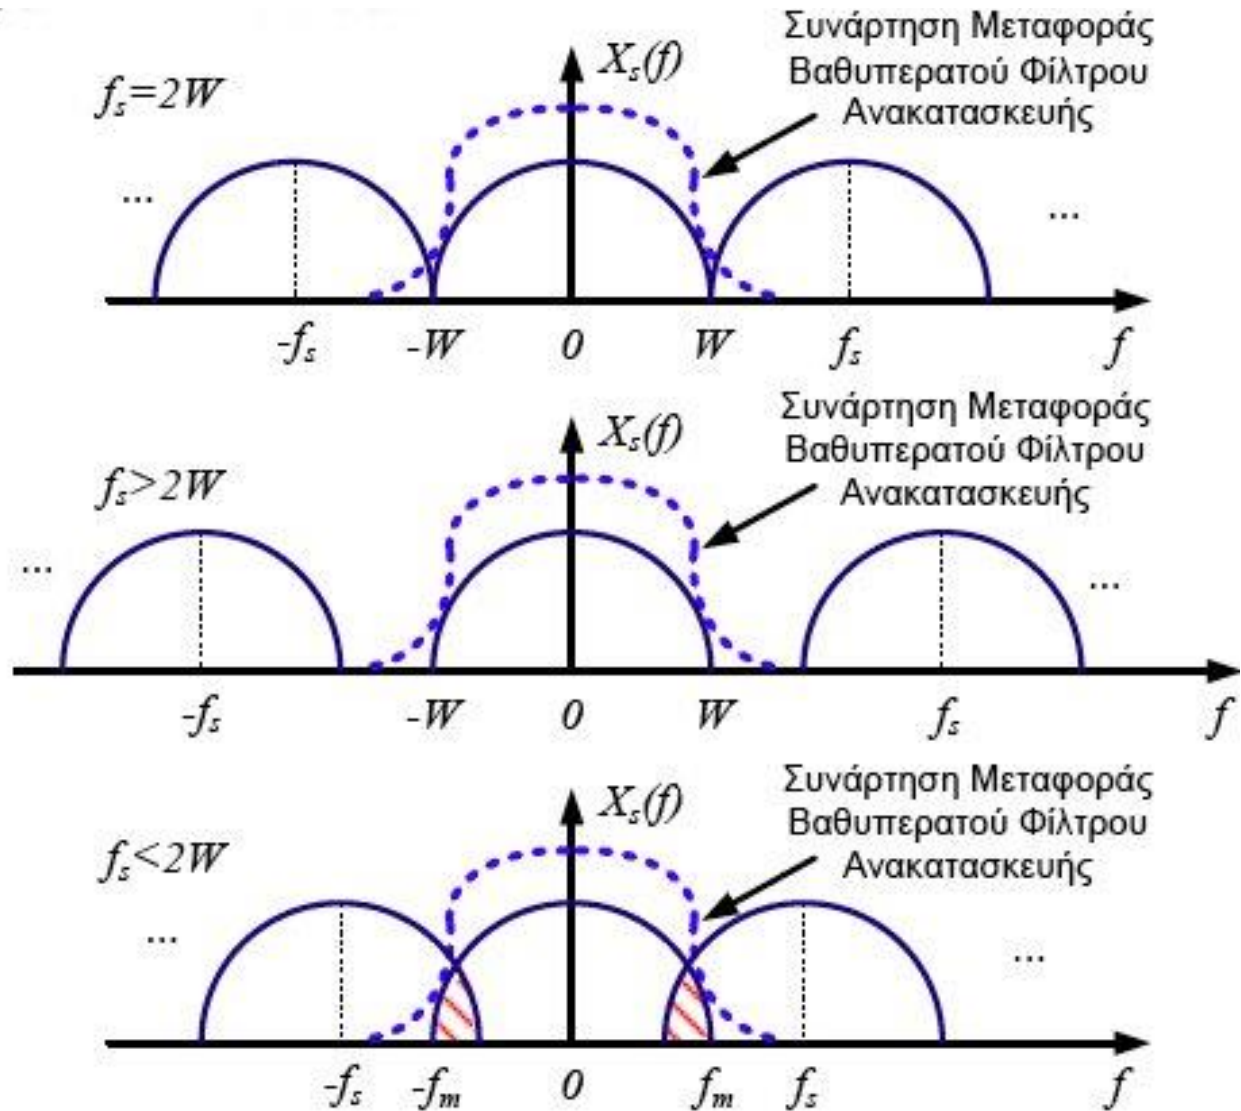 Συνάρτηση Μεταφοράς
Βαθυπερατού Φίλτρου
Ανακατασκευής
X_s(f)
f_s=2W
...
...
-f_s -W 0 W f_s f
Συνάρτηση Μεταφοράς
Βαθυπερατού Φίλτρου
Ανακατασκευής
X_s(f)
f_s>2W
...
...
-f_s -W 0 W f_s f
Συνάρτηση Μεταφοράς
Βαθυπερατού Φίλτρου
Ανακατασκευής
X_s(f)
f_s<2W
...
...
-f_s -f_m 0 f_m f_s f